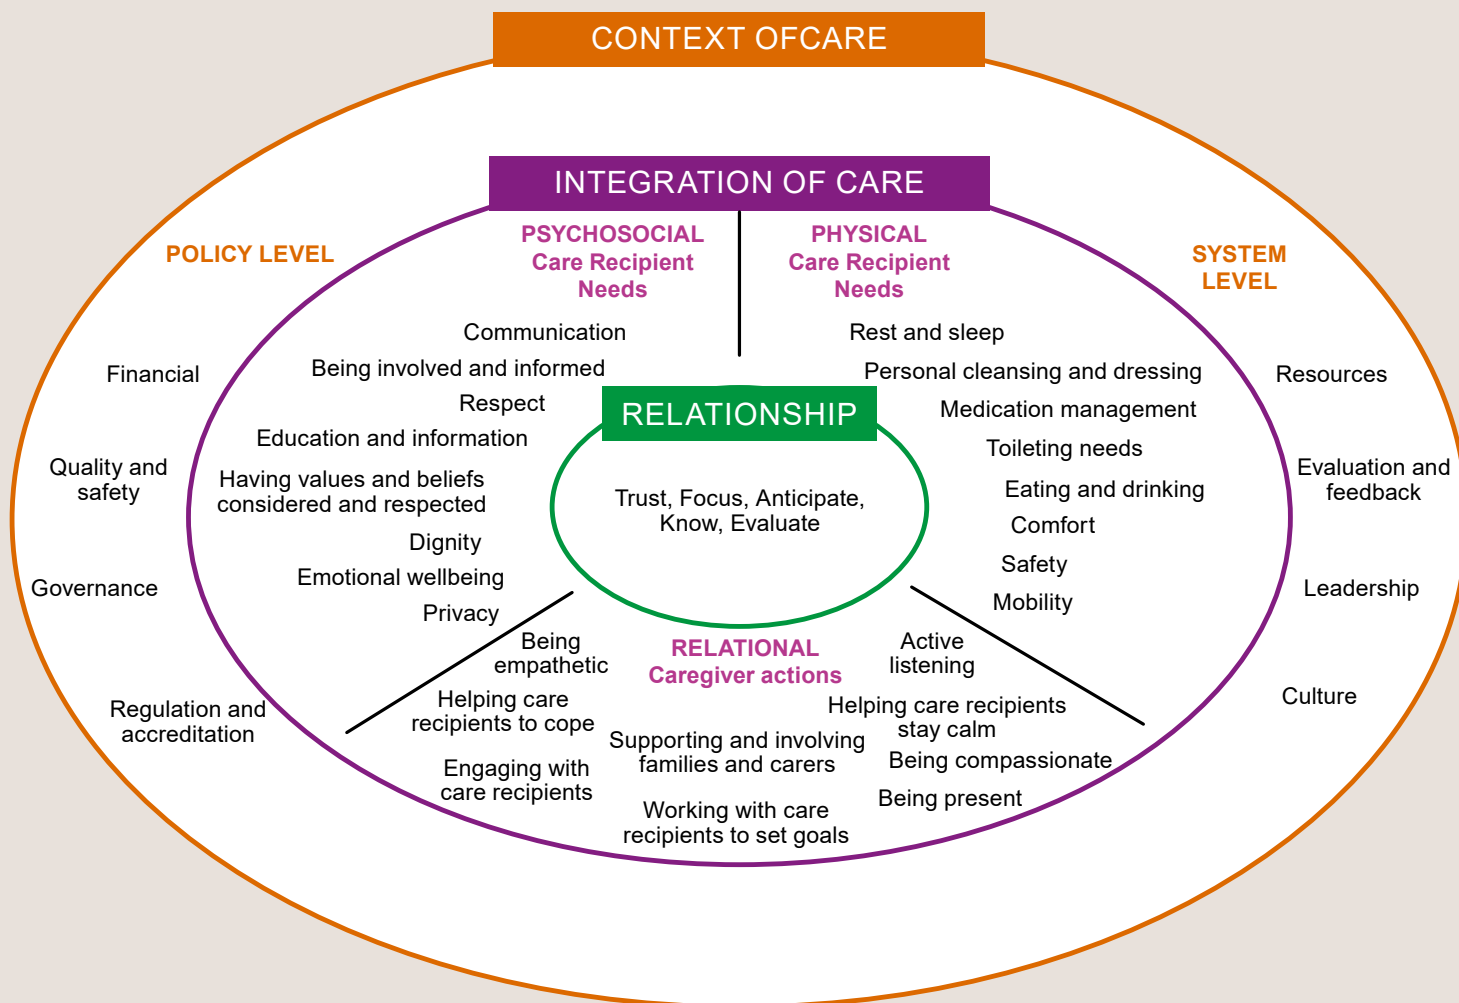 CONTEXT OFCARE
INTEGRATION OF CARE
POLICY LEVEL
Financial
Quality and
safety
Governance
Regulation and
accreditation
PSYCHOSOCIAL
Care Recipient
Needs
Communication
Being involved and informed
Respect
Education and information
Having values and beliefs
considered and respected
Dignity
Emotional wellbeing
Privacy
PHYSICAL
Care Recipient
Needs
Rest and sleep
Personal cleansing and dressing
Medication management
Toileting needs
Eating and drinking
Comfort
Safety
Mobility
SYSTEM
LEVEL
Resources
Evaluation and
feedback
Leadership
Culture
RELATIONSHIP
Trust, Focus, Anticipate,
Know, Evaluate
RELATIONAL
Caregiver actions
Being
empathetic
Helping care
recipients to cope
Engaging with
care recipients
Supporting and involving
families and carers
Working with care
recipients to set goals
Active
listening
Helping care recipients
stay calm
Being compassionate
Being present